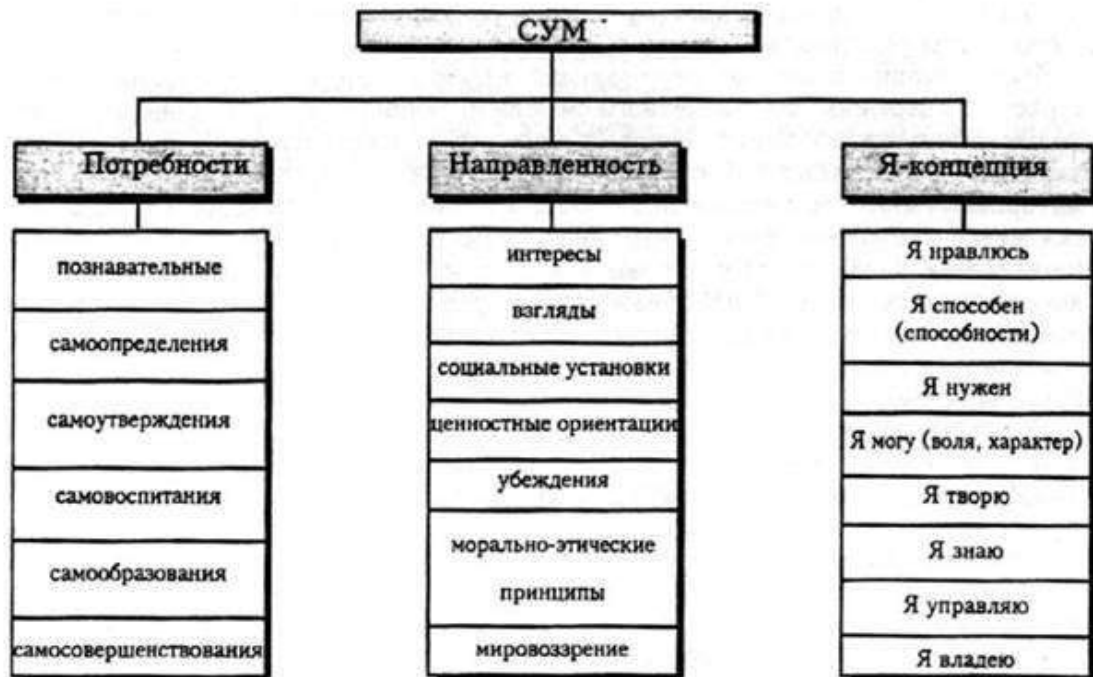 СУМ
Потребности
познавательные
самоопределения
самоутверждения
самовоспитания
самообразования
самосовершенствования
Направленность
интересы
взгляды
социальные установки
ценностные ориентации
убеждения
морально-этические
принципы
мировоззрение
Я-концепция
Я нравлюсь
Я способен
(способности)
Я нужен
Я могу (воля, характер)
Я творю
Я знаю
Я управляю
Я владею